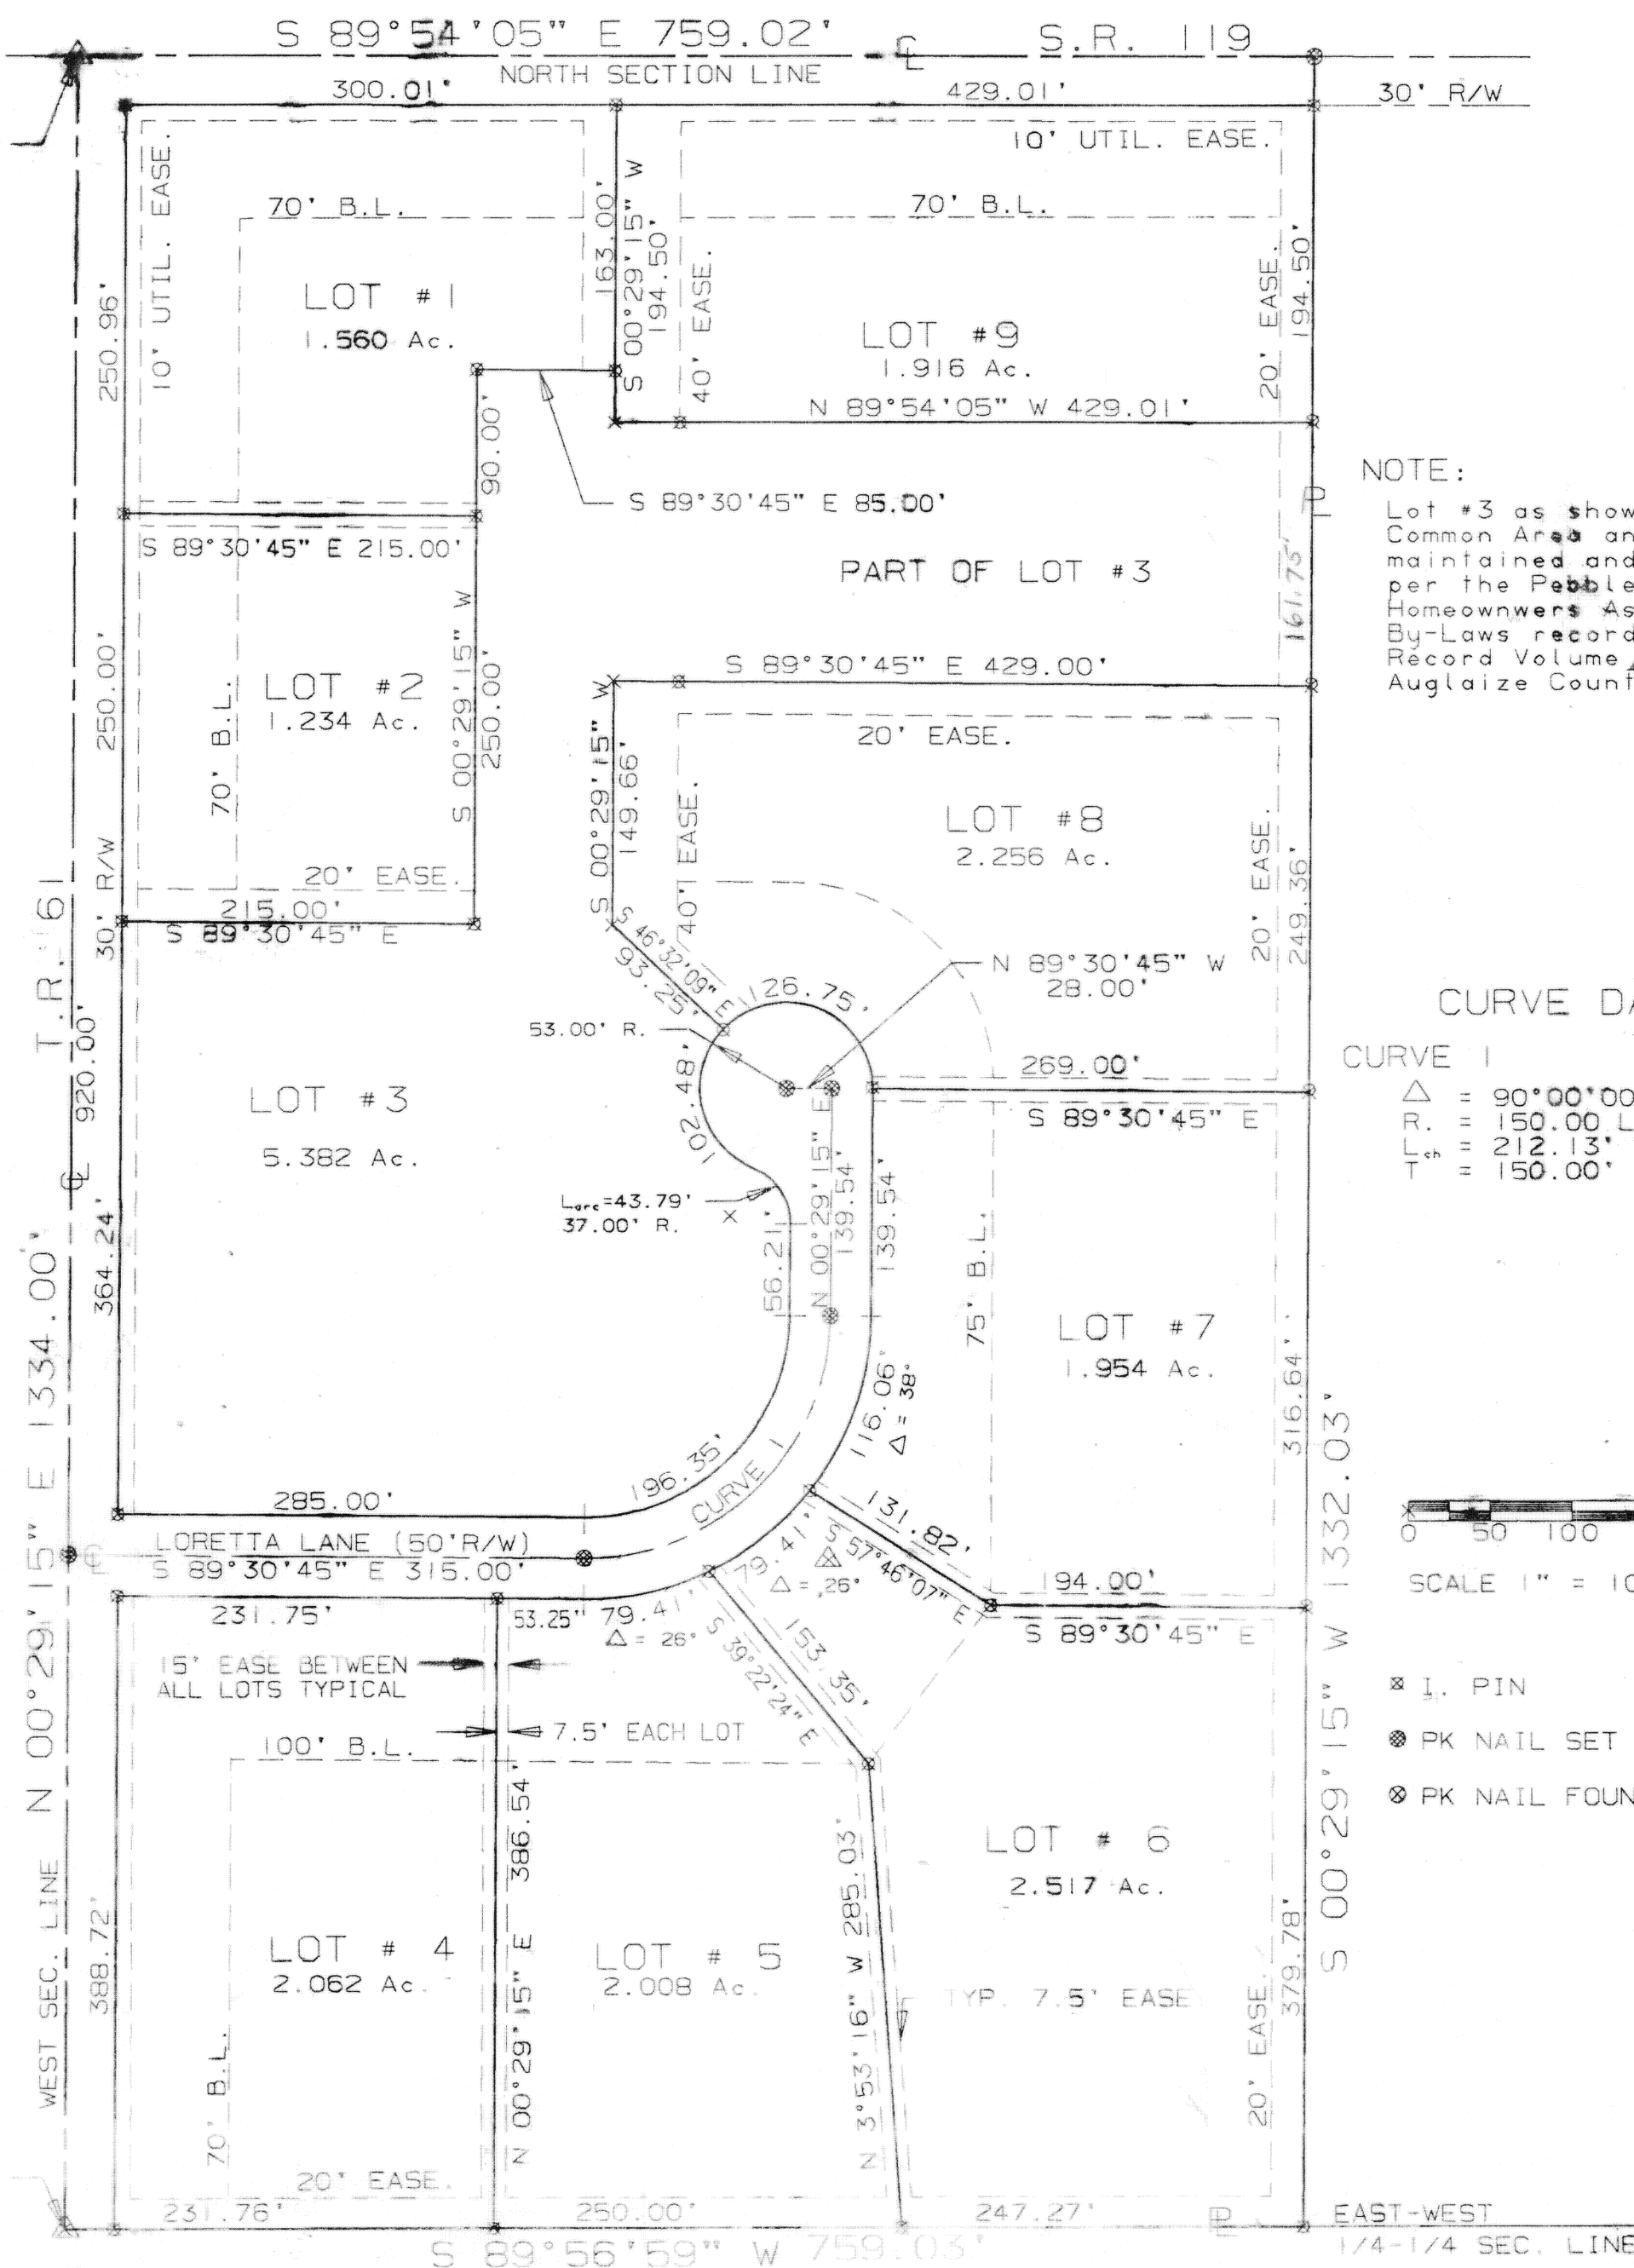 S 89°54'05" E 759.02'
S.R. 119
NORTH SECTION LINE
300.01'
429.01'
30' R/W
10' UTIL. EASE.
10' UTIL. EASE.
70' B.L.
70' B.L.
163.00'
S 00°29'15" W
194.50'
40' EASE.
20' EASE.
194.50'
250.96'
LOT #1
1.560 Ac.
LOT #9
1.916 Ac.
N 89°54'05" W 429.01'
90.00'
S 89°30'45" E 85.00'
S 89°30'45" E 215.00'
PART OF LOT #3
161.75'
NOTE:
Lot #3 as show
Common Area an
maintained and
per the Pebble
Homeownwers As
By-Laws record
Record Volume
Auglaize Count
250.00'
70' B.L.
LOT #2
1.234 Ac.
S 00°29'15" W
250.00'
S 89°30'45" E 429.00'
20' EASE.
S 00°29'15" W
149.66'
40' EASE.
LOT #8
2.256 Ac.
20' EASE.
249.36'
30' R/W
20' EASE.
215.00'
S 89°30'45" E
T.R. 61
920.00'
S 46°32'09" E
93.25'
126.75'
N 89°30'45" W
28.00'
53.00' R.
102.48'
269.00'
S 89°30'45" E
CURVE DA
CURVE 1
△ = 90°00'00
R. = 150.00 L
Lch = 212.13'
T = 150.00'
LOT #3
5.382 Ac.
Larc=43.79'
37.00' R.
56.21'
N 00°29'15" E
139.54'
139.54'
75' B.L.
LOT #7
1.954 Ac.
316.64'
364.24'
116.06'
△ = 38°
196.35'
CURVE 1
285.00'
LORETTA LANE (50'R/W)
S 89°30'45" E 315.00'
131.82'
S 57°46'07" E
79.41'
△ = 26°
194.00'
S 89°30'45" E
231.75'
53.25"
79.41'
△ = 26°
153.35'
S 39°22'24" E
15' EASE BETWEEN
ALL LOTS TYPICAL
7.5' EACH LOT
100' B.L.
N 00°29'15" E 1334.00'
S 00°29'15" W 1332.03'
0 50 100
SCALE 1" = 10
I. PIN
PK NAIL SET
PK NAIL FOUN
WEST SEC. LINE
388.72'
LOT # 4
2.062 Ac.
N 00°29'15" E 386.54'
LOT # 5
2.008 Ac.
N 3°53'16" W 285.03'
LOT # 6
2.517 Ac.
TYP. 7.5' EASE
20' EASE.
379.78'
70' B.L.
20' EASE.
231.76'
250.00'
247.27'
S 89°56'59" W 759.03'
EAST-WEST
1/4-1/4 SEC. LINE